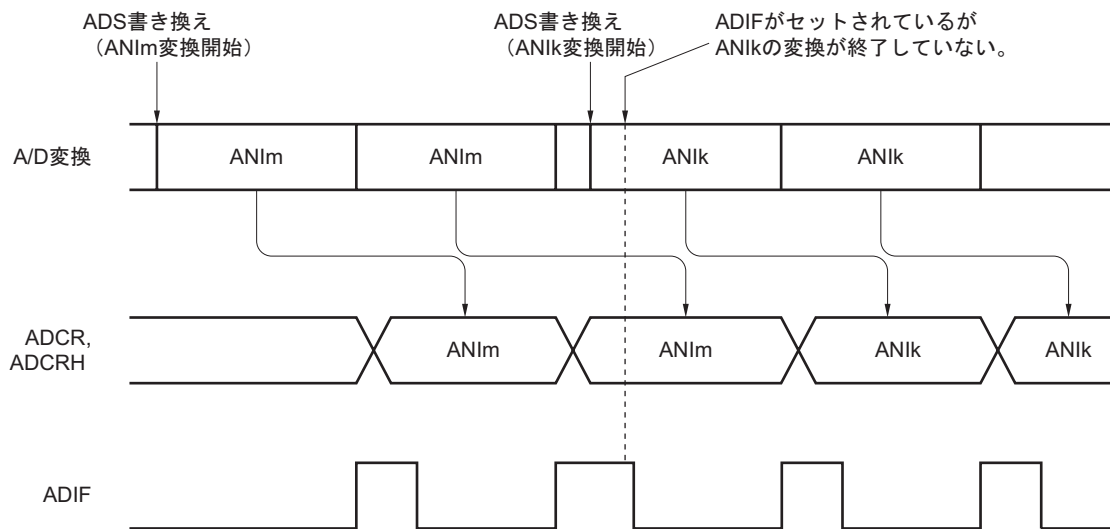 ADS書き換え
(ANIm変換開始)
ADS書き換え
(ANIk変換開始)
ADIFがセットされているが
ANIkの変換が終了していない。
A/D変換
ANIm
ANIm
ANIk
ANIk
ADCR,
ADCRH
ANIm
ANIm
ANIk
ANIk
ADIF